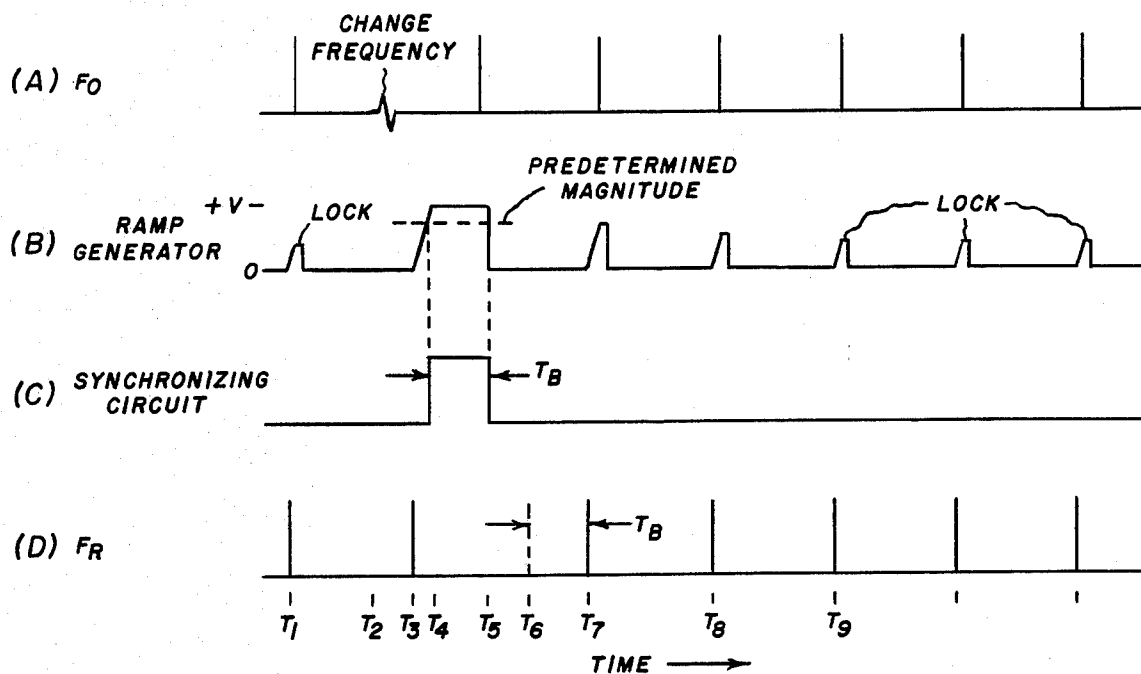 CHANGE
FREQUENCY
(A) FO
PREDETERMINED
MAGNITUDE
+V-
LOCK
LOCK
(B) RAMP
GENERATOR
0
(C) SYNCHRONIZING
CIRCUIT
TB
(D) FR
TB
T1 T2 T3 T4 T5 T6 T7 T8 T9
TIME